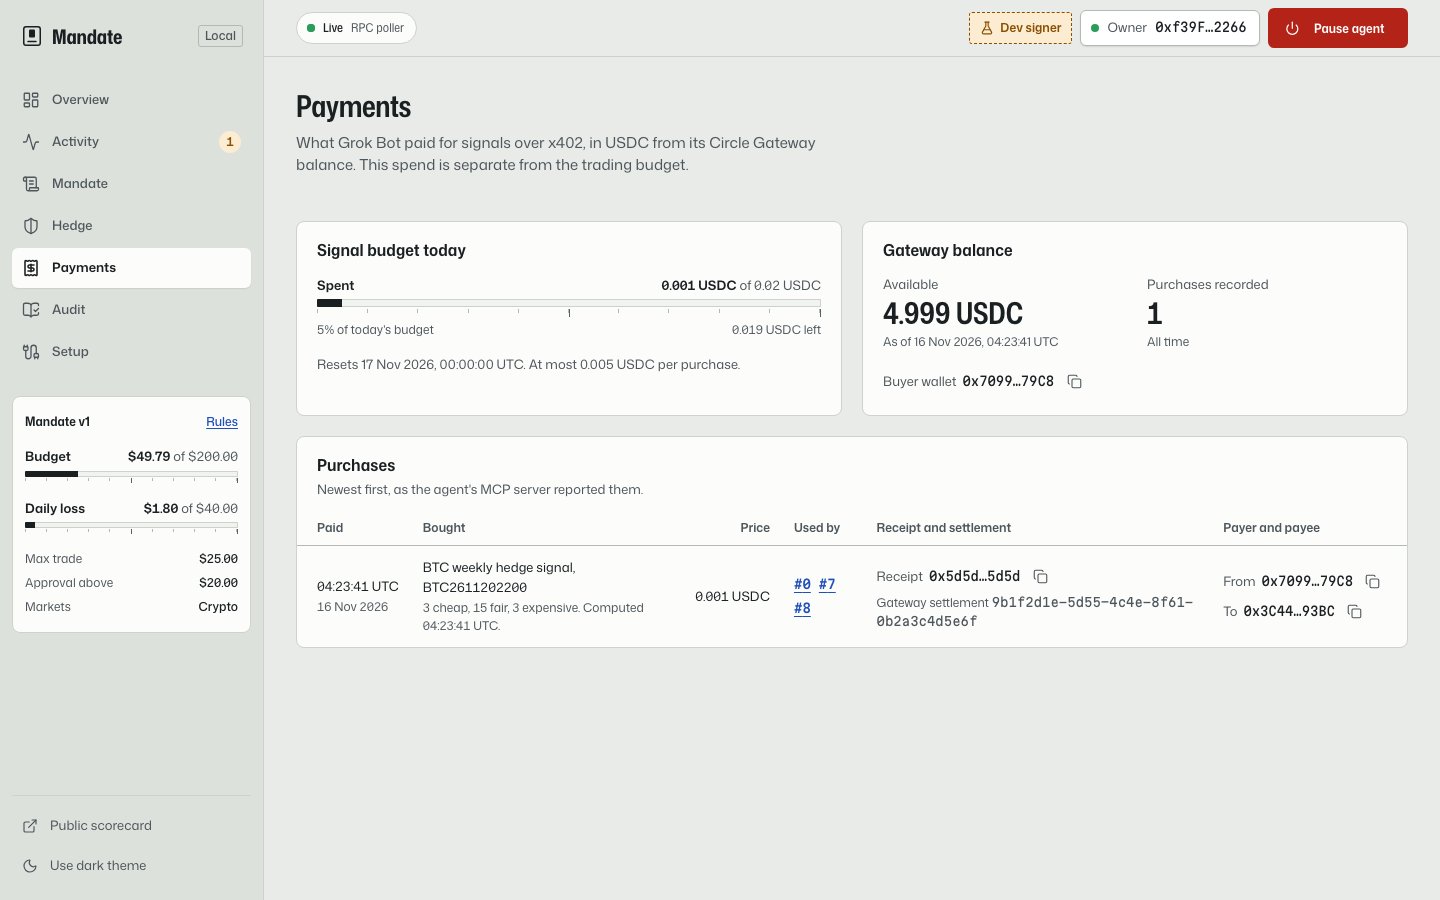 Mandate
Local
Overview
Activity
1
Mandate
Hedge
Payments
Audit
Setup
Mandate v1
Rules
Budget
$49.79 of $200.00
Daily loss
$1.80 of $40.00
Max trade
$25.00
Approval above
$20.00
Markets
Crypto
Public scorecard
Use dark theme
Live RPC poller
Dev signer
Owner 0xf39F…2266
Pause agent
Payments
What Grok Bot paid for signals over x402, in USDC from its Circle Gateway
balance. This spend is separate from the trading budget.
Signal budget today
Spent
0.001 USDC of 0.02 USDC
5% of today's budget
0.019 USDC left
Resets 17 Nov 2026, 00:00:00 UTC. At most 0.005 USDC per purchase.
Gateway balance
Available
4.999 USDC
As of 16 Nov 2026, 04:23:41 UTC
Purchases recorded
1
All time
Buyer wallet 0x7099…79C8
Purchases
Newest first, as the agent's MCP server reported them.
Paid
Bought
Price
Used by
Receipt and settlement
Payer and payee
04:23:41 UTC
16 Nov 2026
BTC weekly hedge signal,
BTC2611202200
3 cheap, 15 fair, 3 expensive. Computed
04:23:41 UTC.
0.001 USDC
#0 #7
#8
Receipt 0x5d5d…5d5d
Gateway settlement 9b1f2d1e-5d55-4c4e-8f61-
0b2a3c4d5e6f
From 0x7099…79C8
To 0x3C44…93BC